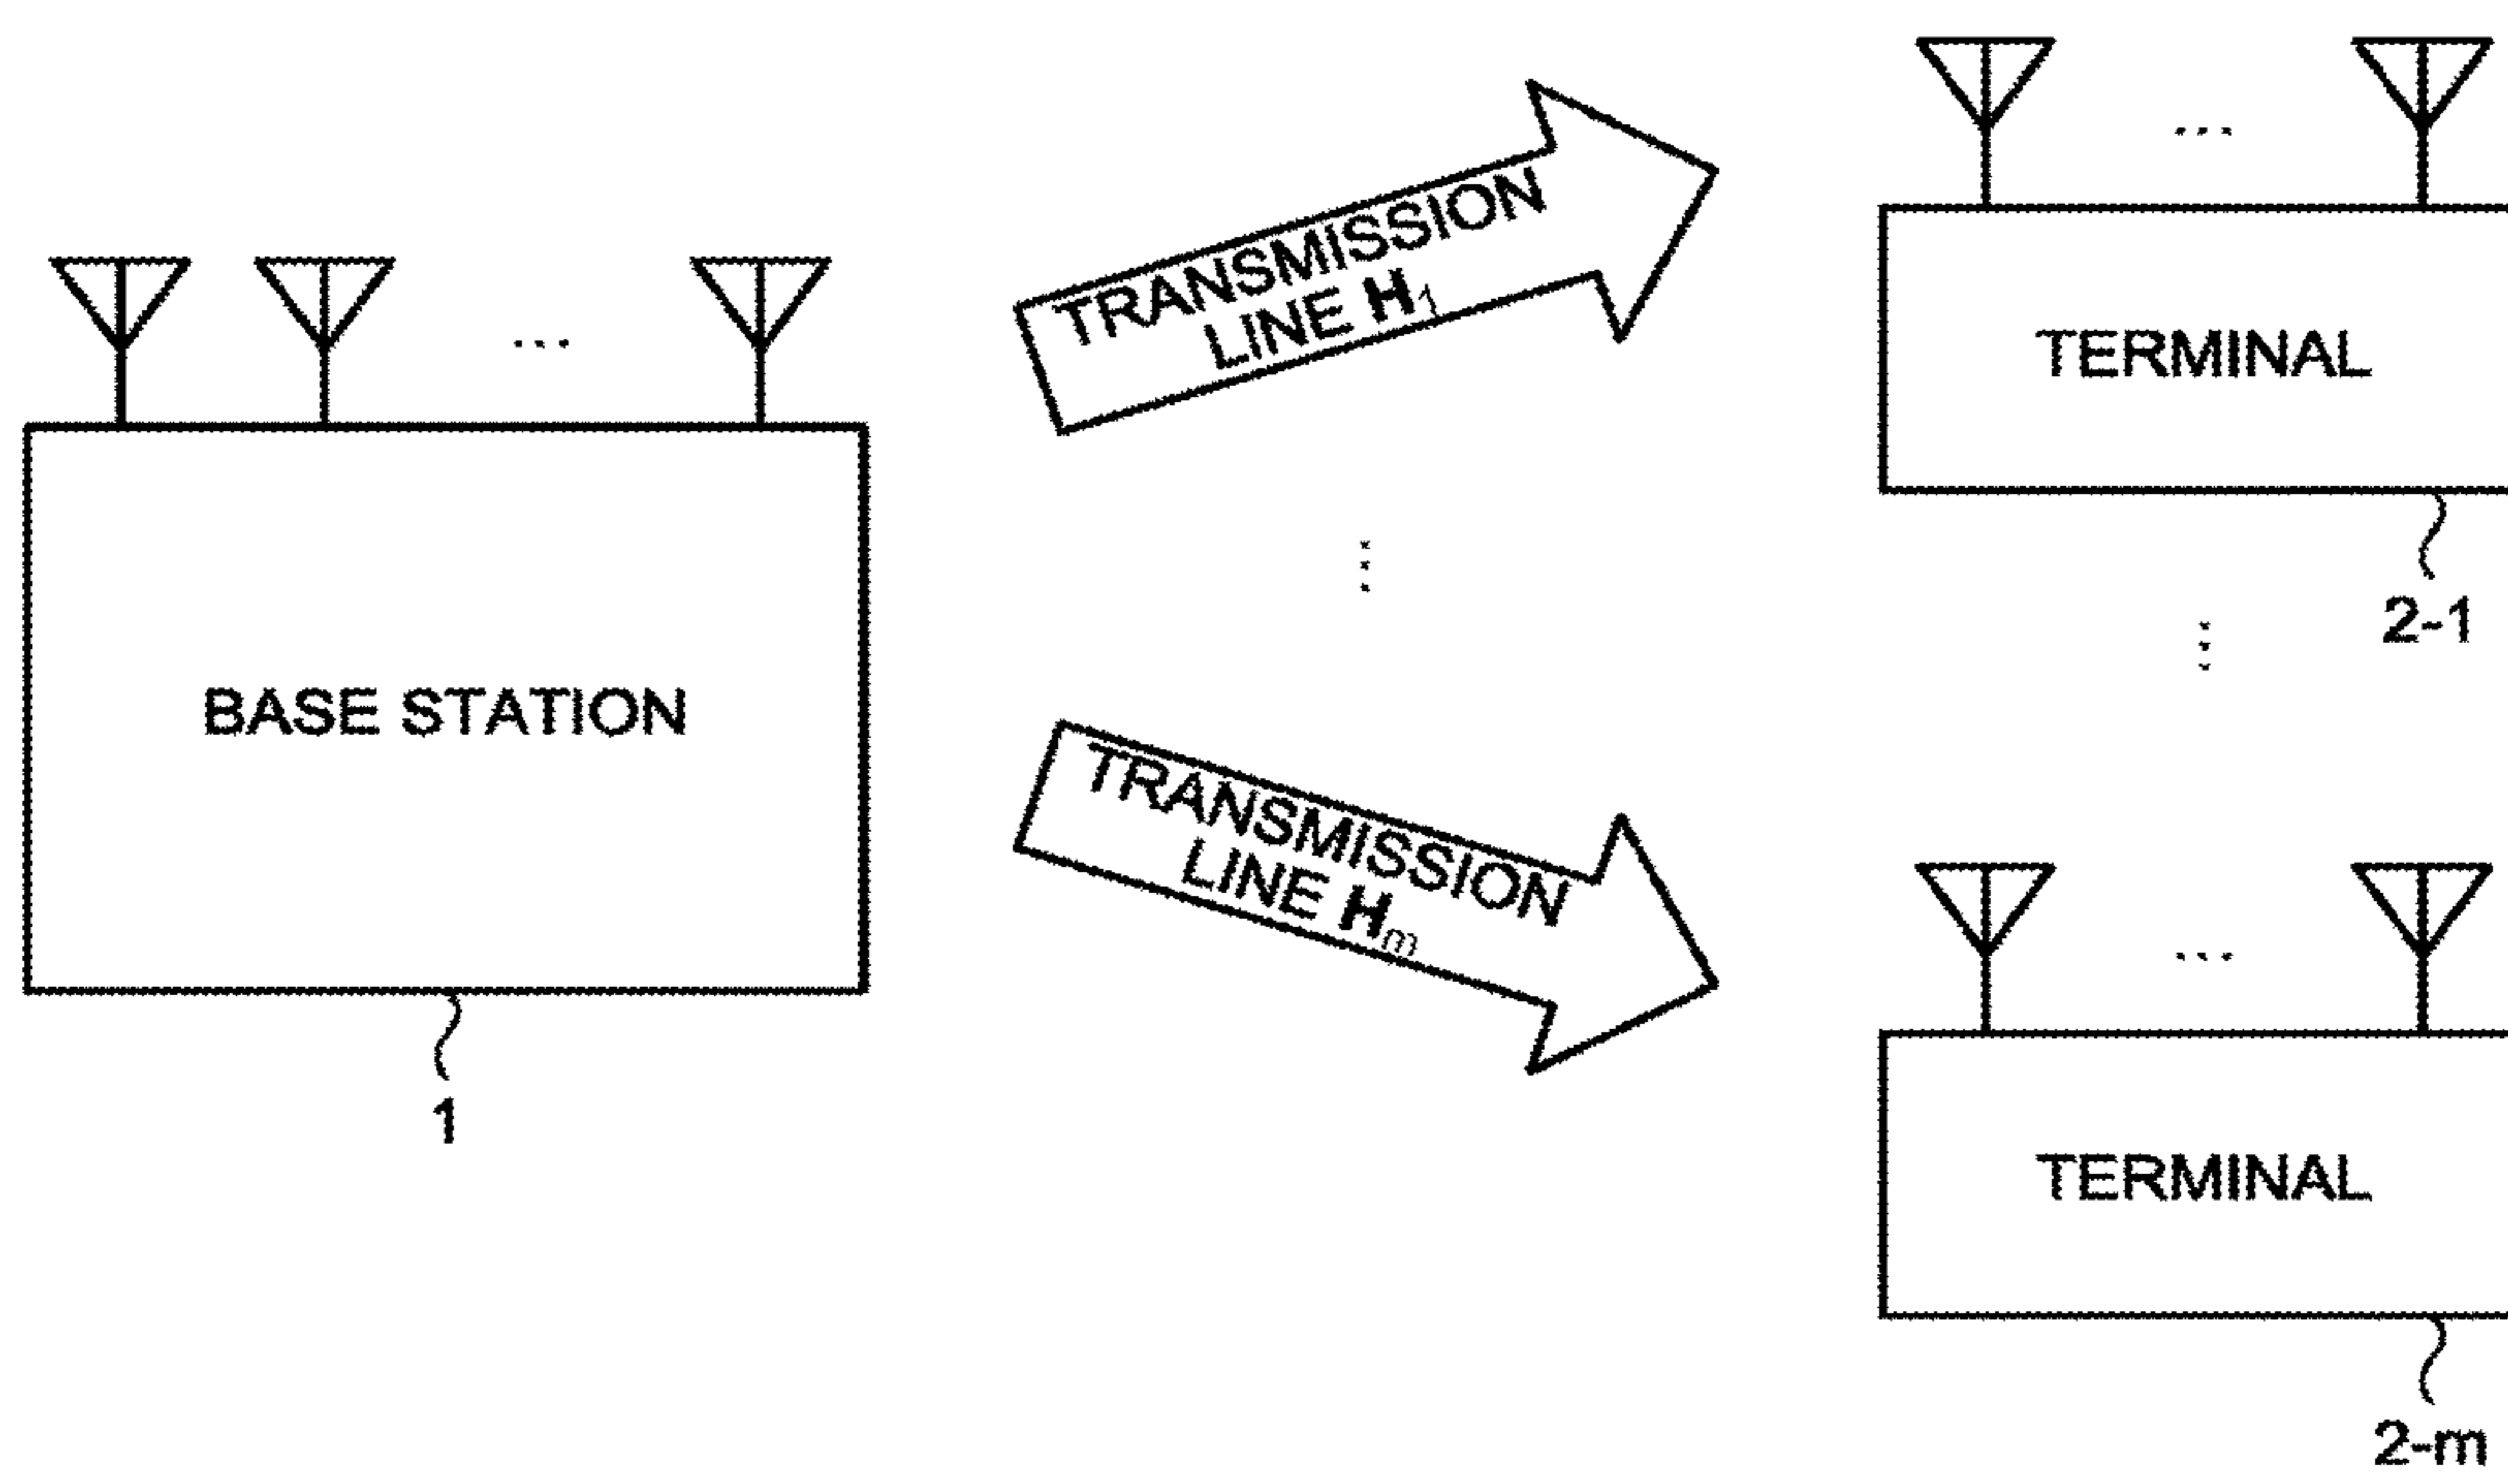 TRANSMISSION
LINE H1
TERMINAL
2-1
BASE STATION
1
TRANSMISSION
LINE Hm
TERMINAL
2-m